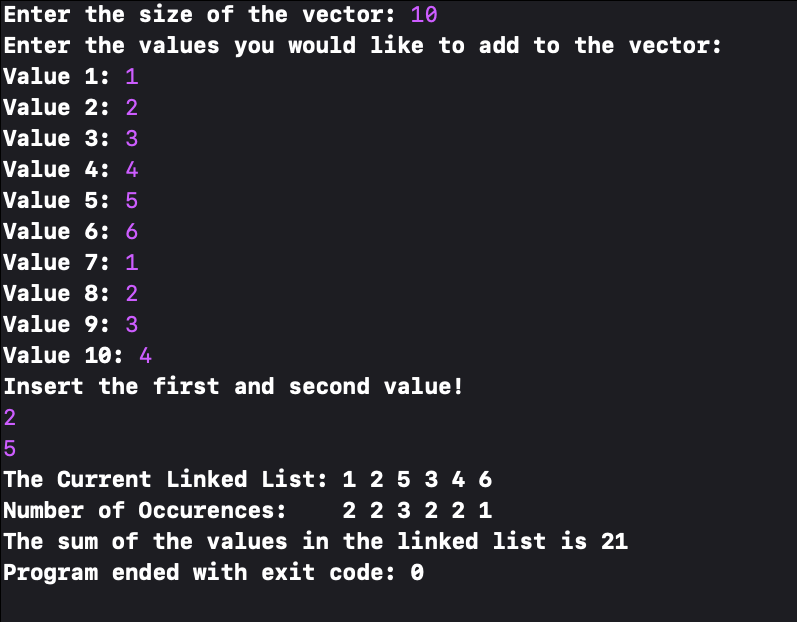 Enter the size of the vector: 10
Enter the values you would like to add to the vector:
Value 1: 1
Value 2: 2
Value 3: 3
Value 4: 4
Value 5: 5
Value 6: 6
Value 7: 1
Value 8: 2
Value 9: 3
Value 10: 4
Insert the first and second value!
2
5
The Current Linked List: 1 2 5 3 4 6
Number of Occurences:    2 2 3 2 2 1
The sum of the values in the linked list is 21
Program ended with exit code: 0